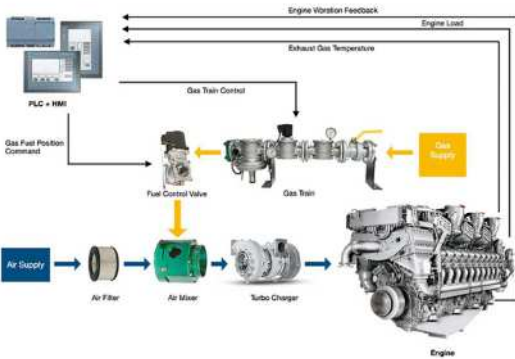 Engine Vibration Feedback
Engine Load
Exhaust Gas Temperature
PLC + HMI
Gas Train Control
Gas Fuel Position
Command
Gas
Supply
Fuel Control Valve
Gas Train
Air Supply
Air Filter
Air Mixer
Turbo Charger
Engine